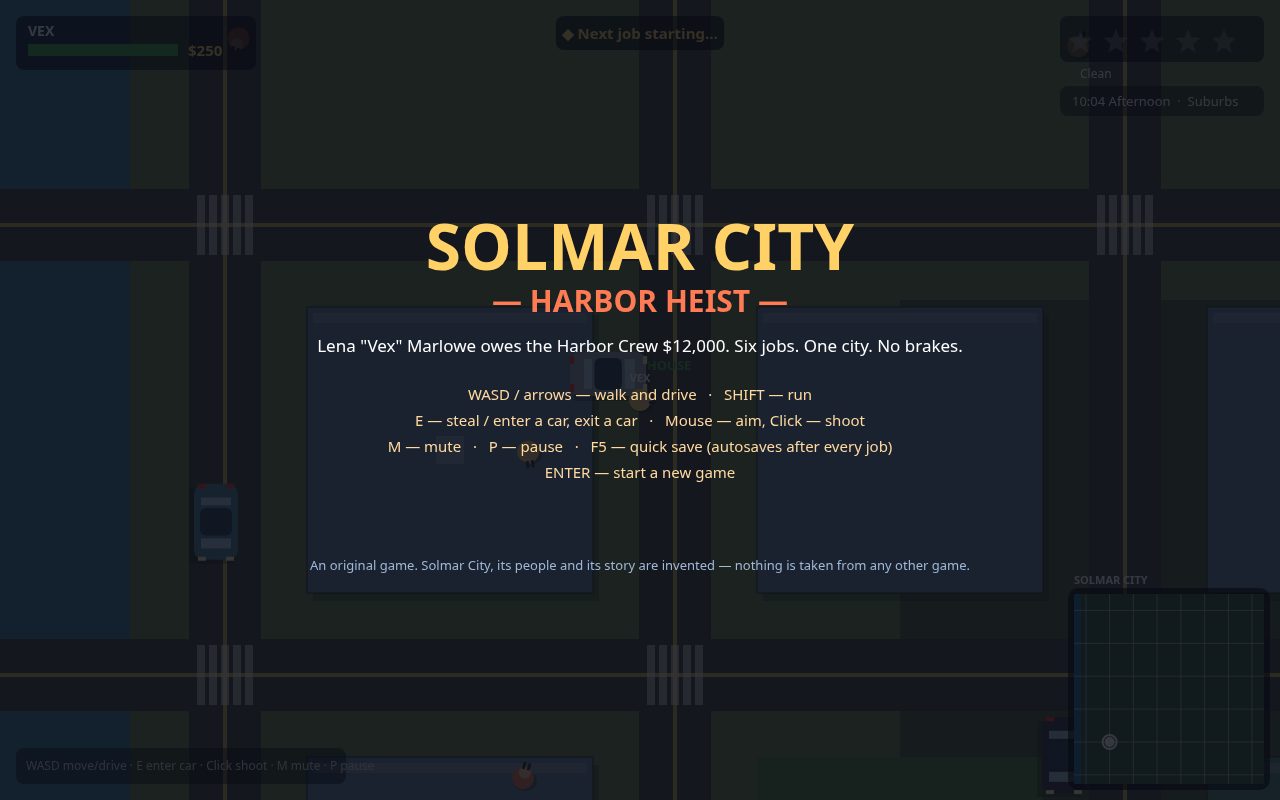 VEX
$250
◆ Next job starting...
Clean
10:04 Afternoon · Suburbs
SOLMAR CITY
— HARBOR HEIST —
Lena "Vex" Marlowe owes the Harbor Crew $12,000. Six jobs. One city. No brakes.
HOUSE
VEX
WASD / arrows — walk and drive · SHIFT — run
E — steal / enter a car, exit a car · Mouse — aim, Click — shoot
M — mute · P — pause · F5 — quick save (autosaves after every job)
ENTER — start a new game
An original game. Solmar City, its people and its story are invented — nothing is taken from any other game.
SOLMAR CITY
WASD move/drive · E enter car · Click shoot · M mute · P pause